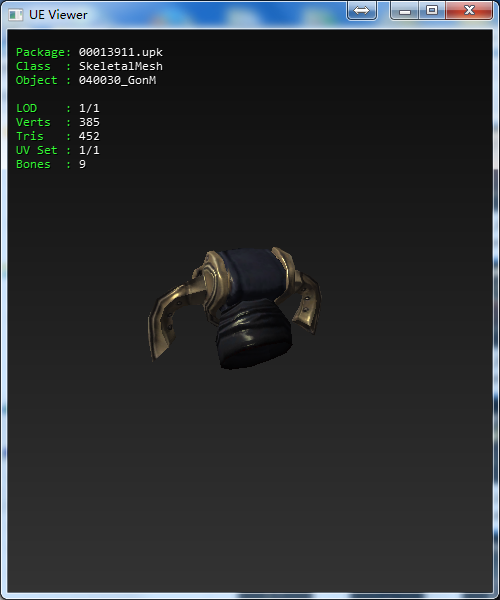 UE Viewer
Package: 00013911.upk
Class : SkeletalMesh
Object : 040030_GonM
LOD : 1/1
Verts : 385
Tris : 452
UV Set : 1/1
Bones : 9